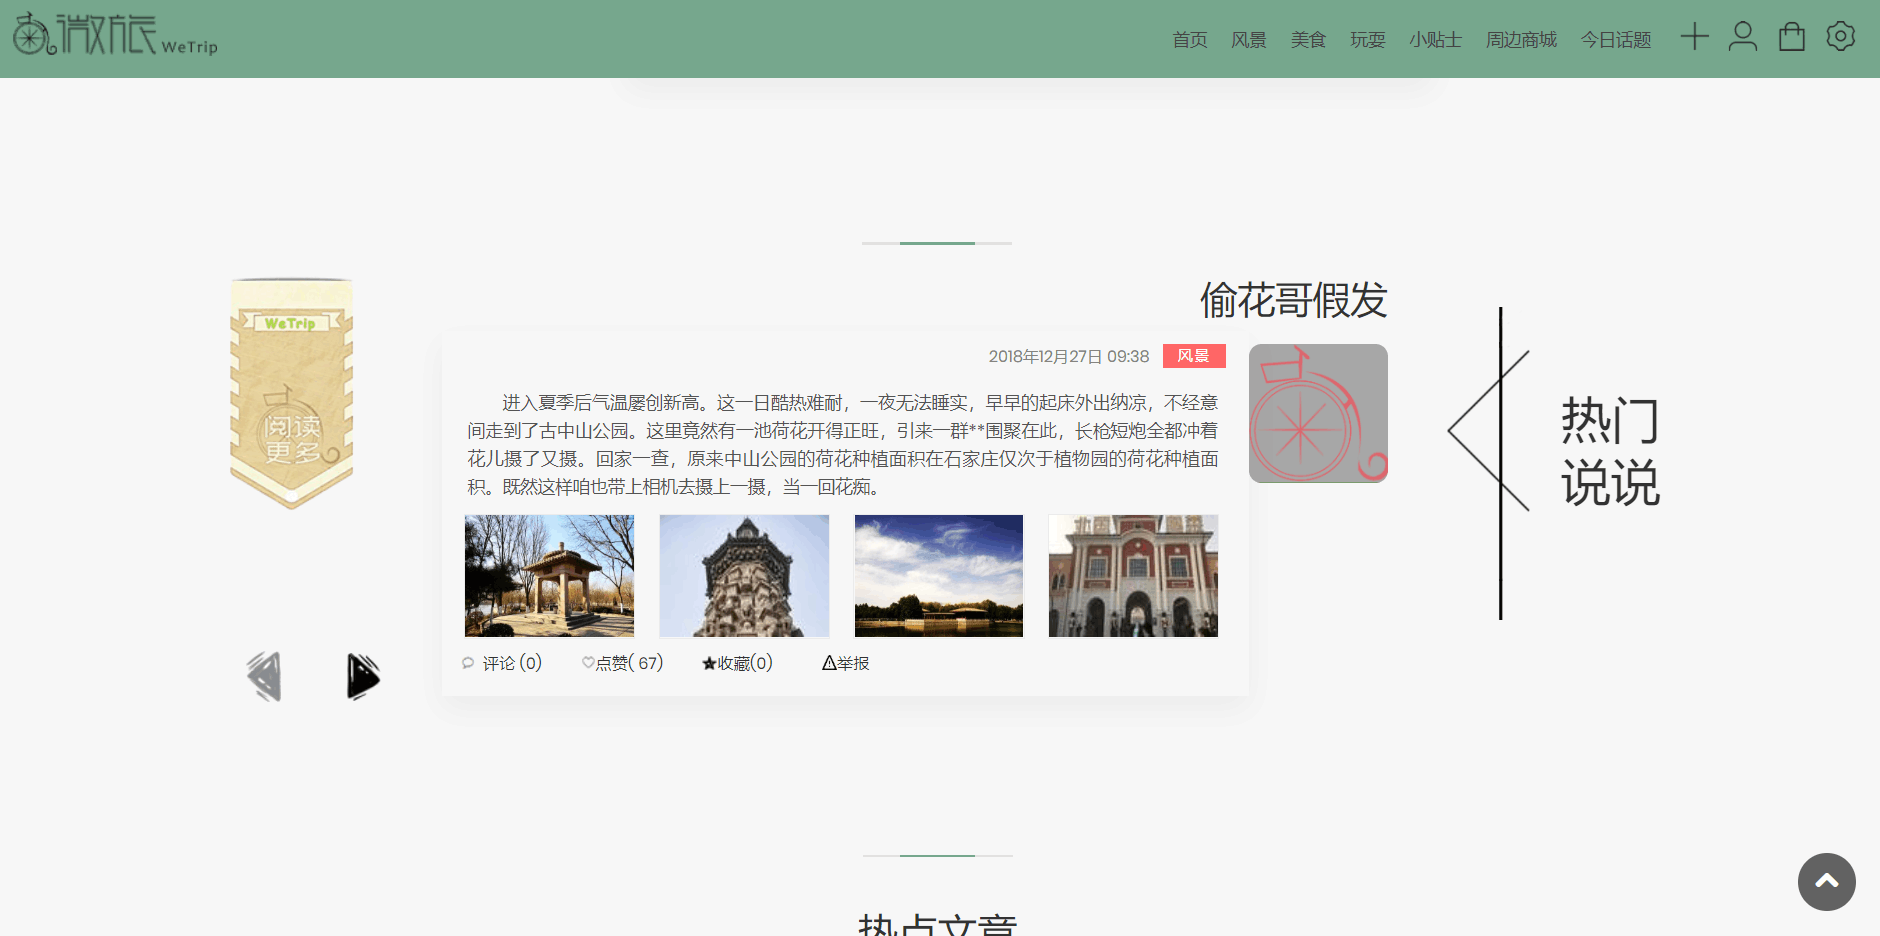 微旅 WeTrip
首页 风景 美食 玩耍 小贴士 周边商城 今日话题
偷花哥假发
WeTrip
阅读
更多
2018年12月27日 09:38 风景
进入夏季后气温屡创新高。这一日酷热难耐，一夜无法睡实，早早的起床外出纳凉，不经意
间走到了古中山公园。这里竟然有一池荷花开得正旺，引来一群**围聚在此，长枪短炮全都冲着
花儿摄了又摄。回家一查，原来中山公园的荷花种植面积在石家庄仅次于植物园的荷花种植面
积。既然这样咱也带上相机去摄上一摄，当一回花痴。
评论 (0) 点赞( 67) 收藏(0) 举报
热门
说说
热点文章